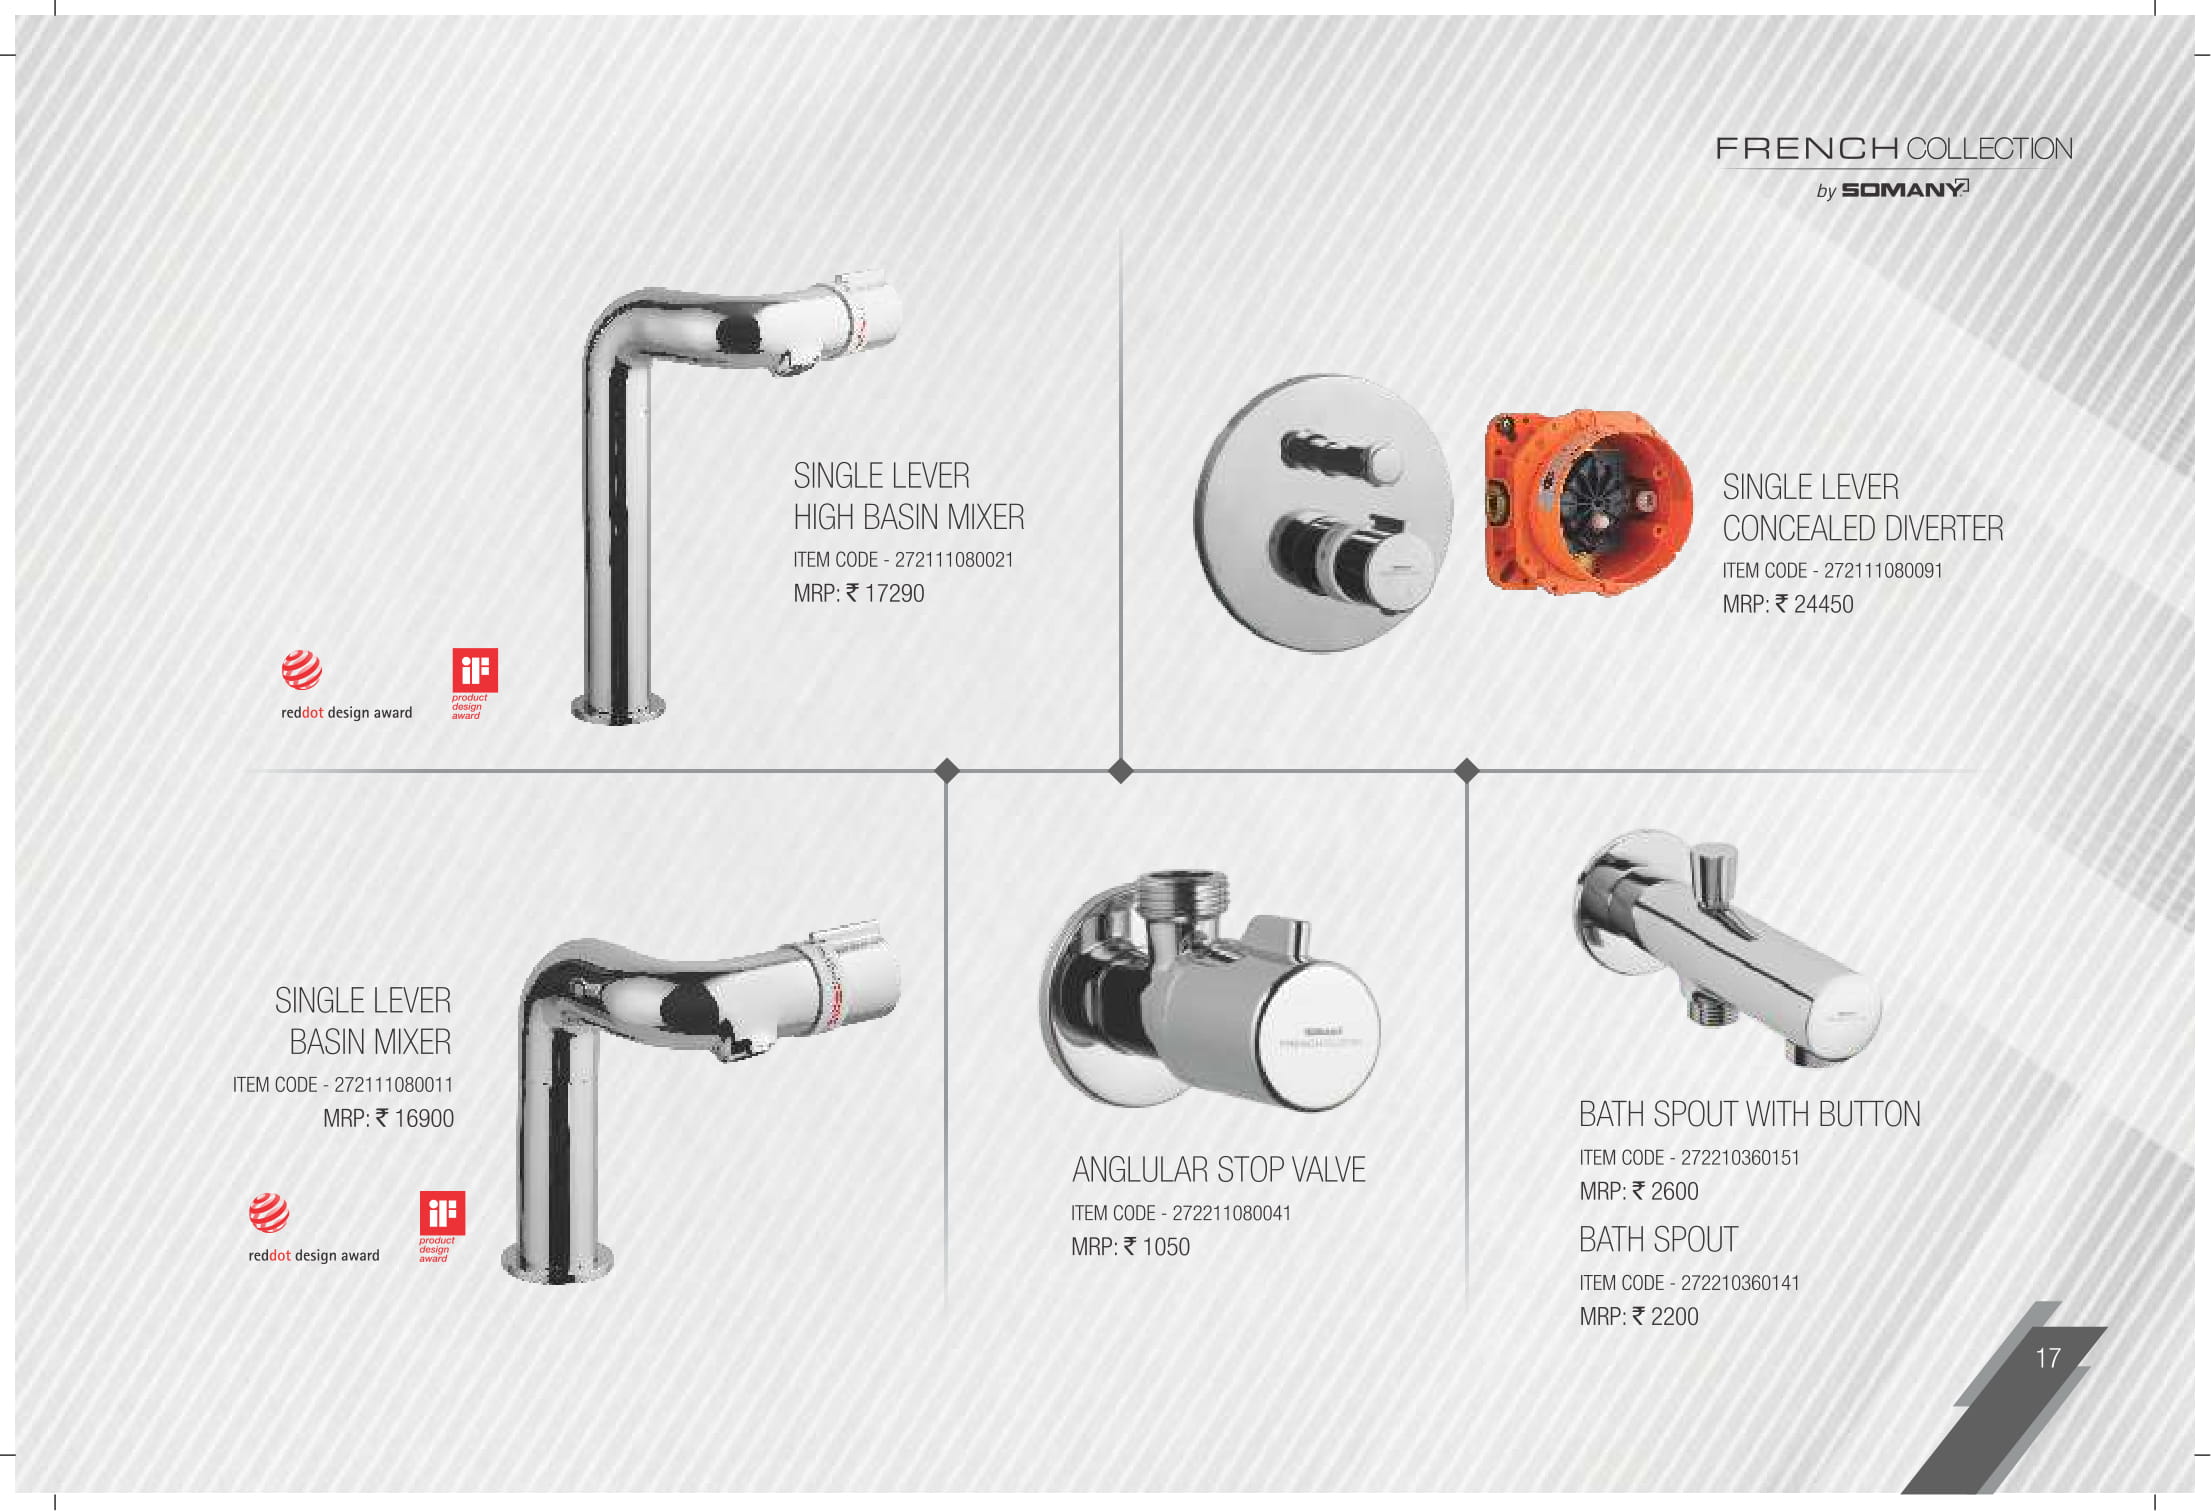 FRENCH COLLECTION
by SOMANY
SINGLE LEVER
HIGH BASIN MIXER
ITEM CODE - 272111080021
MRP: ₹ 17290
reddot design award
iF
product
design
award
SINGLE LEVER
CONCEALED DIVERTER
ITEM CODE - 272111080091
MRP: ₹ 24450
SINGLE LEVER
BASIN MIXER
ITEM CODE - 272111080011
MRP: ₹ 16900
reddot design award
iF
product
design
award
SOMANY
FRENCH COLLECTION
ANGLULAR STOP VALVE
ITEM CODE - 272211080041
MRP: ₹ 1050
BATH SPOUT WITH BUTTON
ITEM CODE - 272210360151
MRP: ₹ 2600
BATH SPOUT
ITEM CODE - 272210360141
MRP: ₹ 2200
17